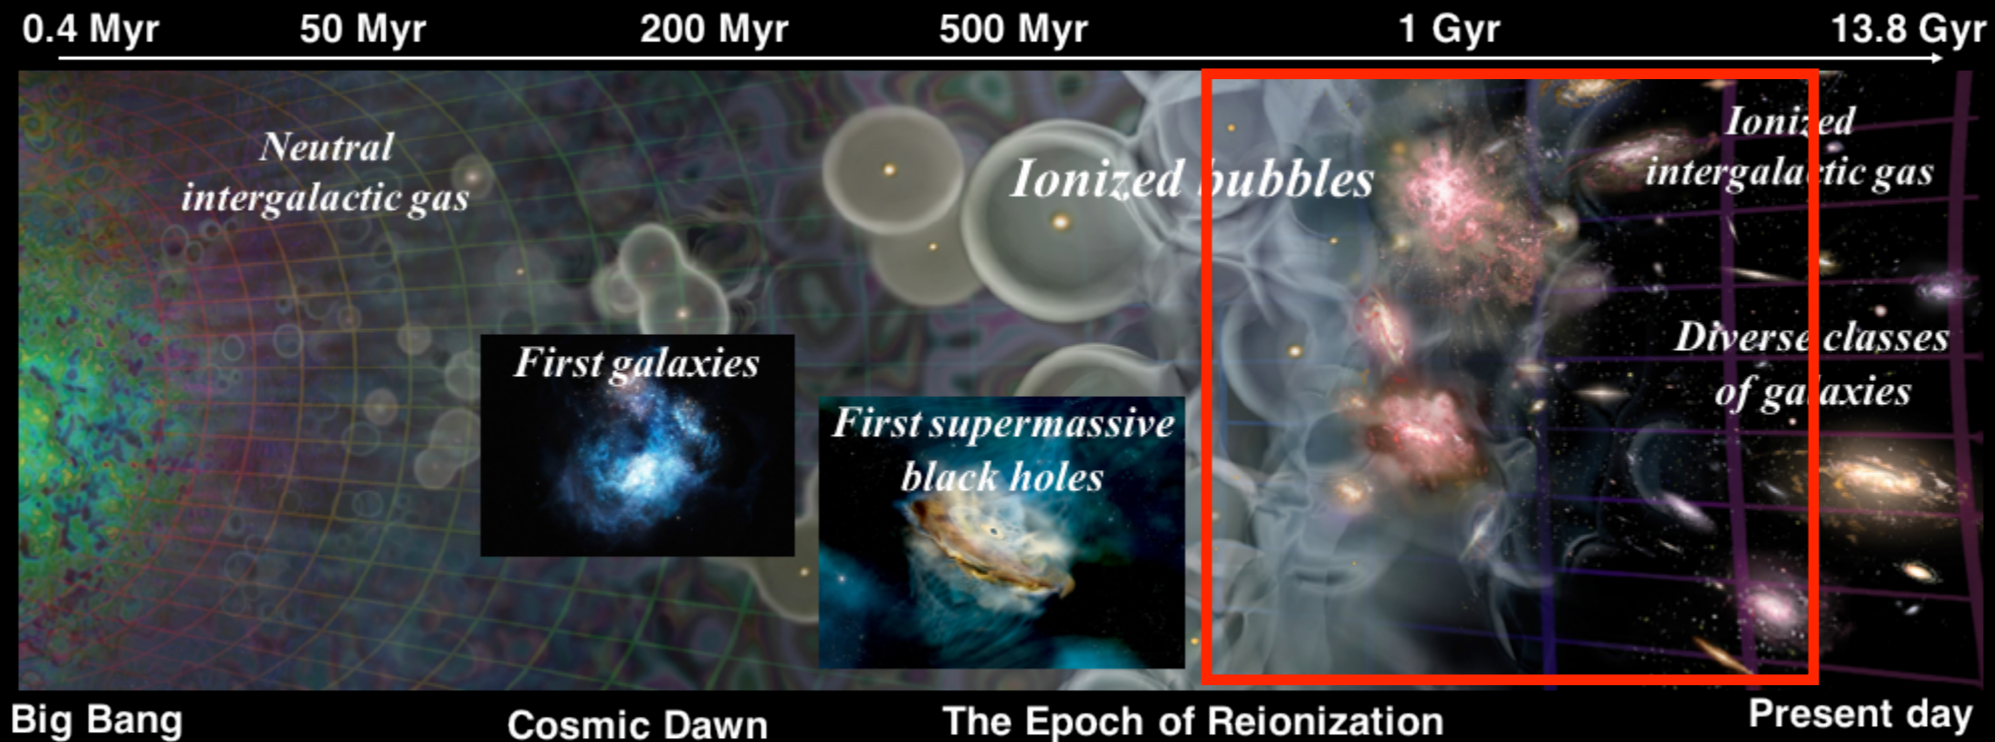 0.4 Myr 50 Myr 200 Myr 500 Myr 1 Gyr 13.8 Gyr
Neutral
intergalactic gas
Ionized bubbles
Ionized
intergalactic gas
First galaxies
First supermassive
black holes
Diverse classes
of galaxies
Big Bang Cosmic Dawn The Epoch of Reionization Present day